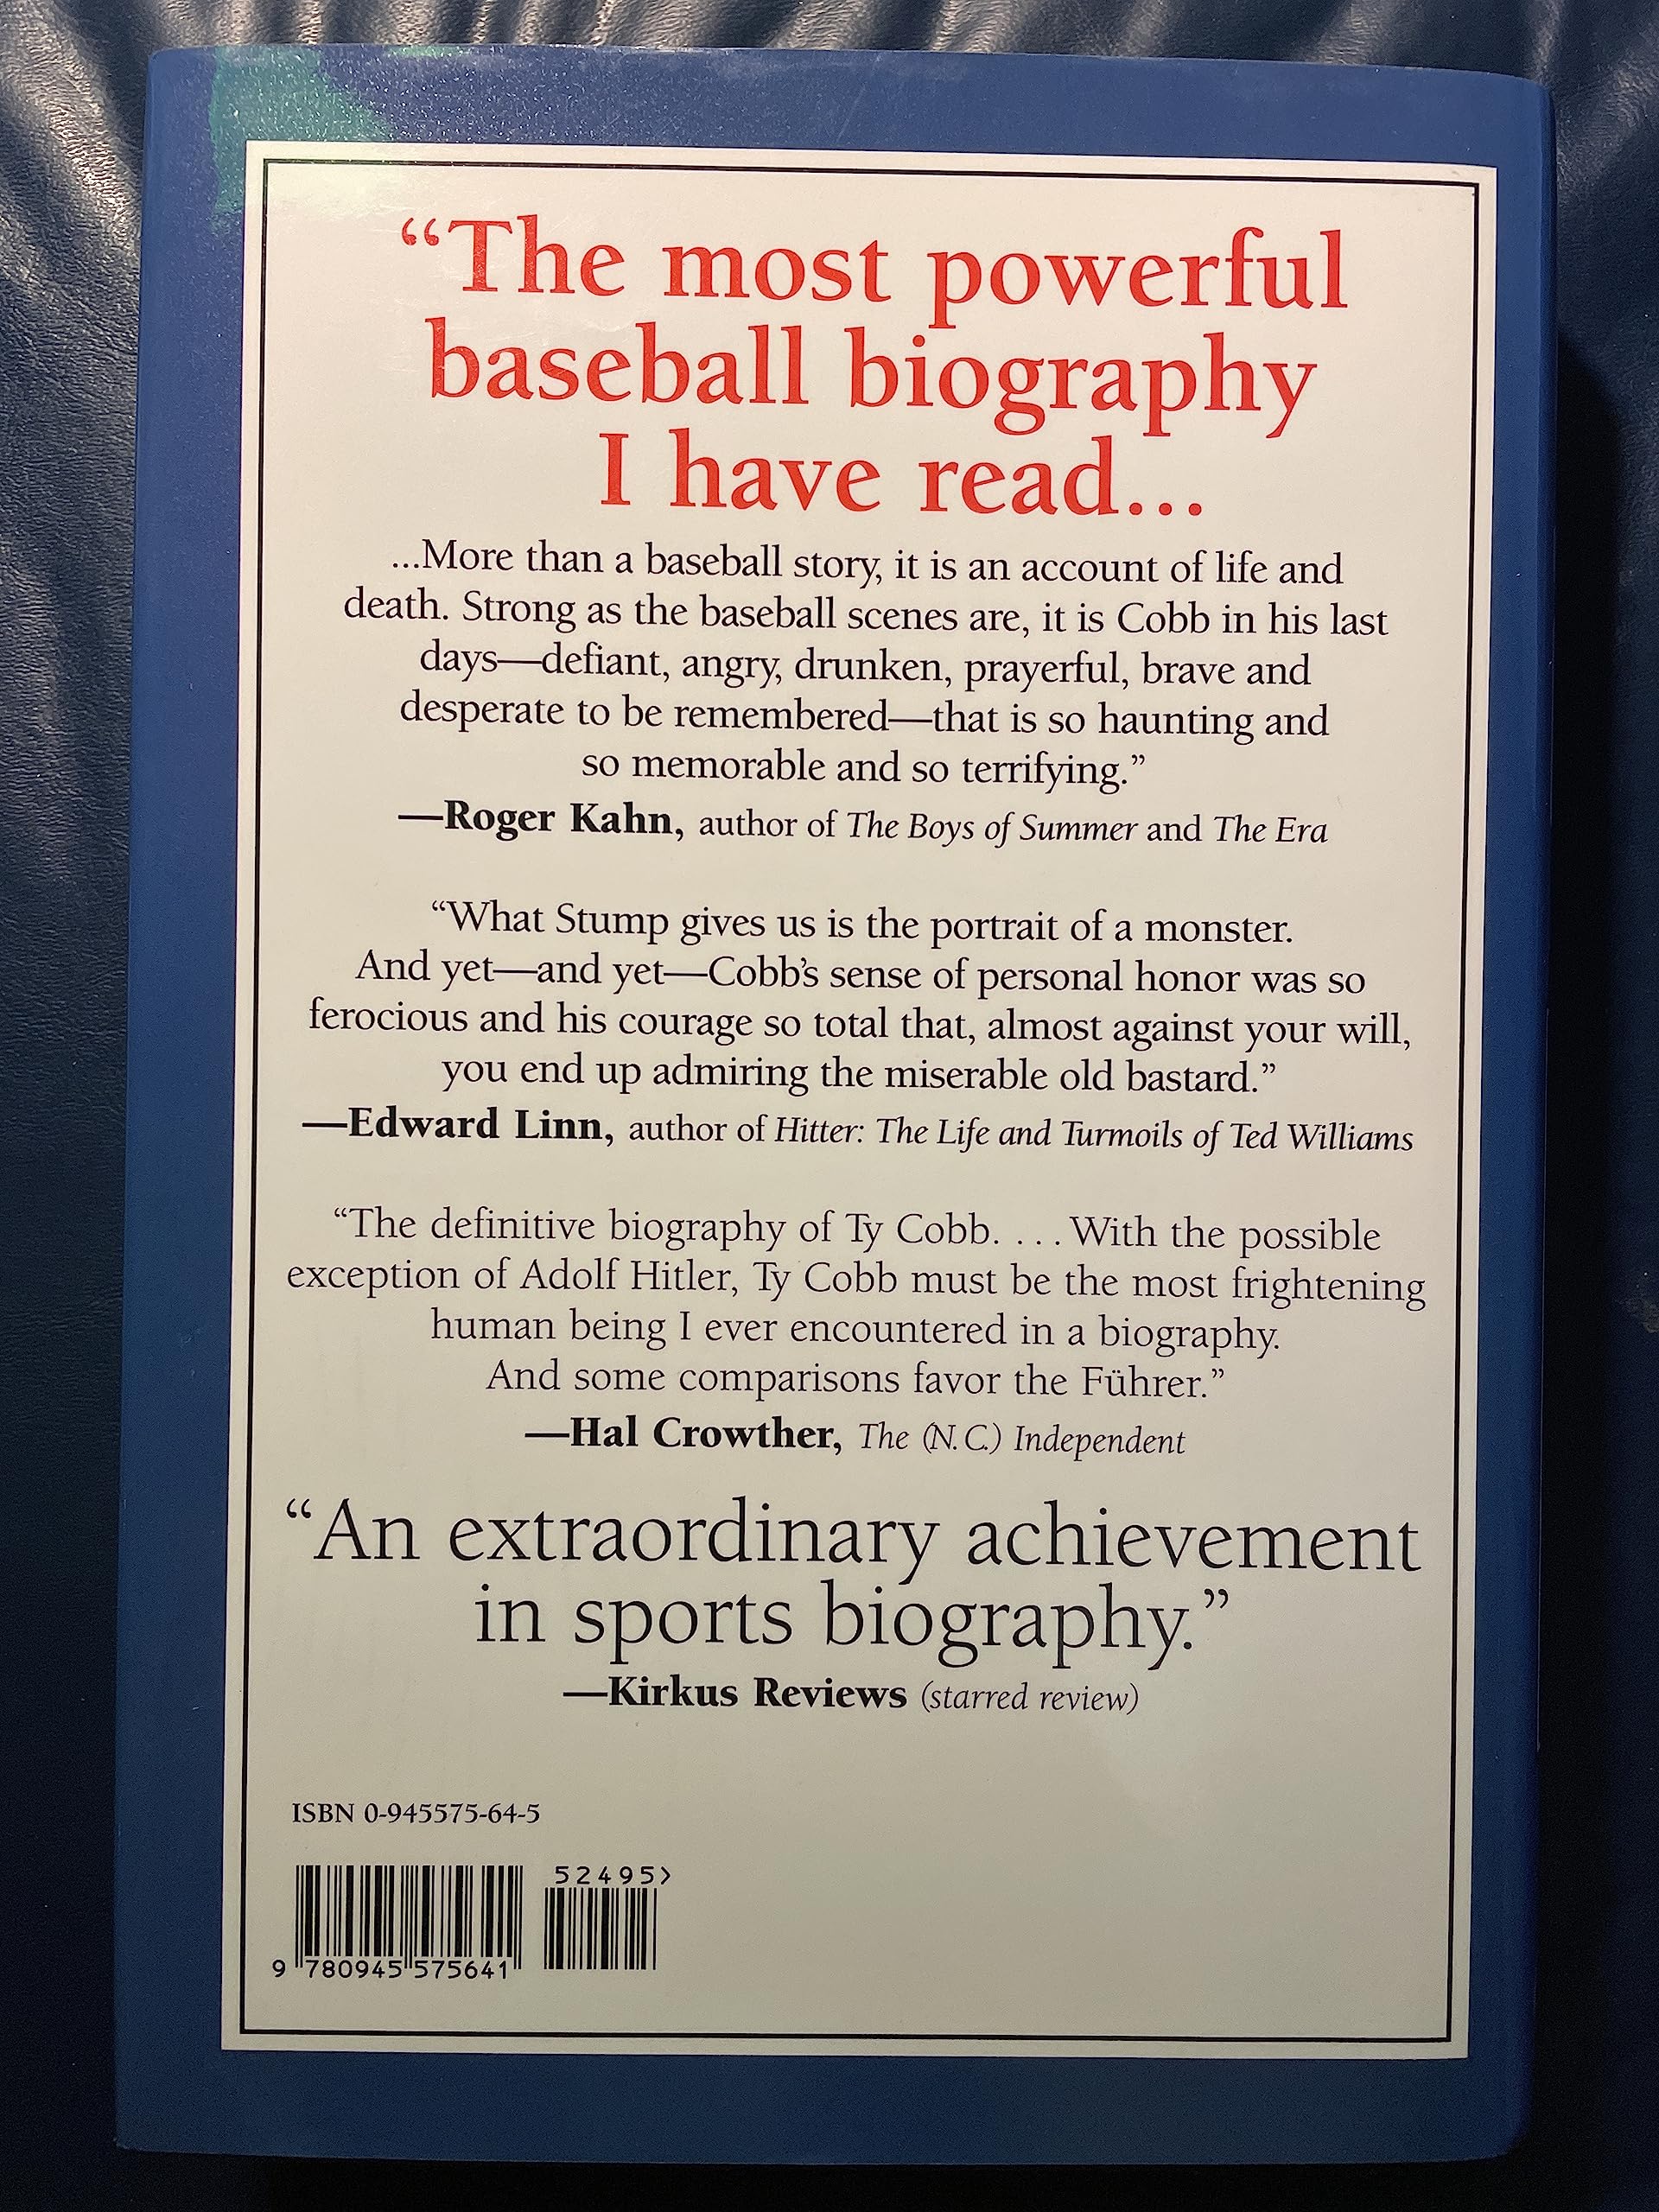 “The most powerful
baseball biography
I have read...
...More than a baseball story, it is an account of life and
death. Strong as the baseball scenes are, it is Cobb in his last
days—defiant, angry, drunken, prayerful, brave and
desperate to be remembered—that is so haunting and
so memorable and so terrifying.”
—Roger Kahn, author of The Boys of Summer and The Era
“What Stump gives us is the portrait of a monster.
And yet—and yet—Cobb’s sense of personal honor was so
ferocious and his courage so total that, almost against your will,
you end up admiring the miserable old bastard.”
—Edward Linn, author of Hitter: The Life and Turmoils of Ted Williams
“The definitive biography of Ty Cobb. . . . With the possible
exception of Adolf Hitler, Ty Cobb must be the most frightening
human being I ever encountered in a biography.
And some comparisons favor the Führer.”
—Hal Crowther, The (N.C.) Independent
“An extraordinary achievement
in sports biography.”
—Kirkus Reviews (starred review)
ISBN 0-945575-64-5
52495>
9 780945 575641